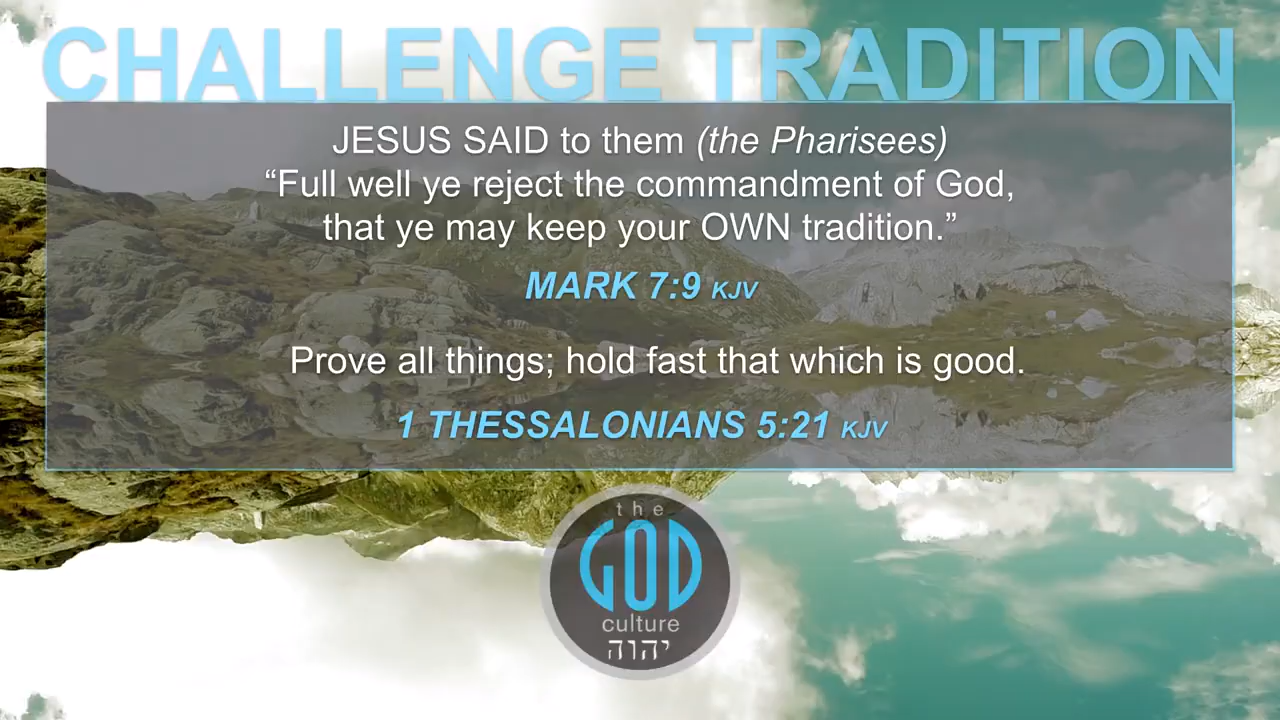 CHALLENGE TRADITION
JESUS SAID to them (the Pharisees)
“Full well ye reject the commandment of God,
that ye may keep your OWN tradition.”
MARK 7:9 KJV
Prove all things; hold fast that which is good.
1 THESSALONIANS 5:21 KJV
the
GOD
culture
יהוה